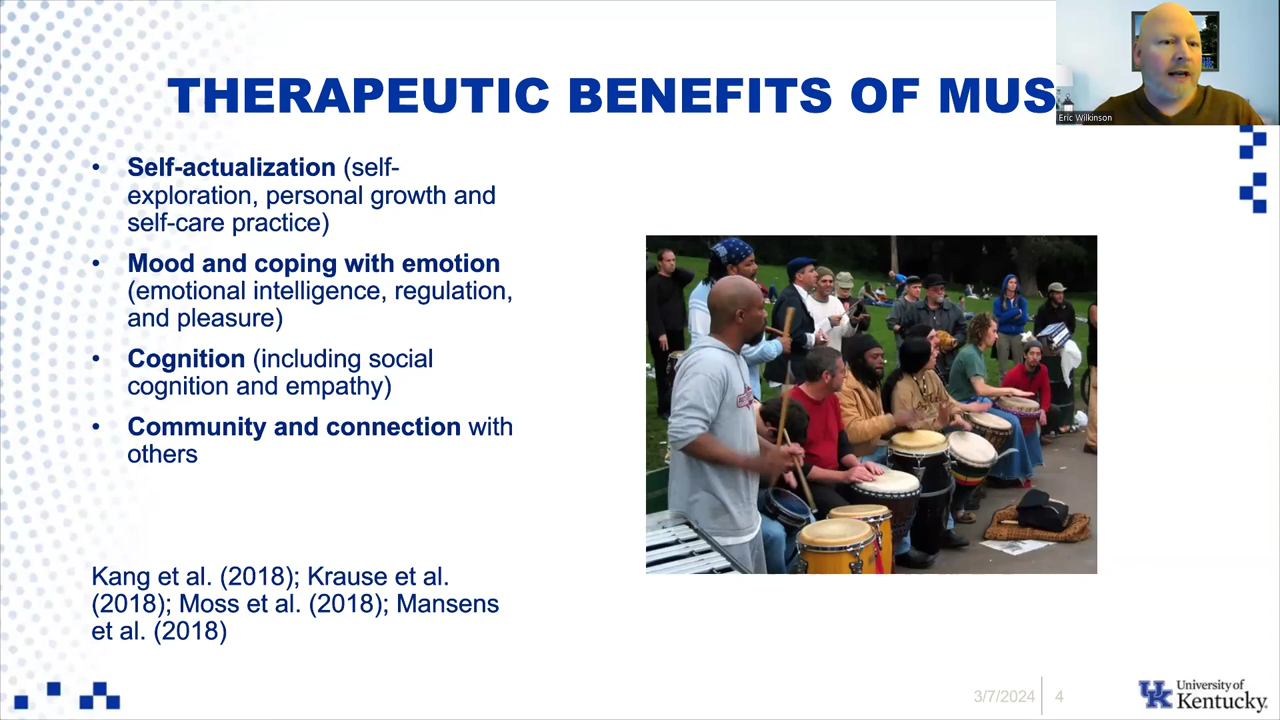 THERAPEUTIC BENEFITS OF MUS
Eric Wilkinson
• Self-actualization (self-
exploration, personal growth and
self-care practice)
• Mood and coping with emotion
(emotional intelligence, regulation,
and pleasure)
• Cognition (including social
cognition and empathy)
• Community and connection with
others
Kang et al. (2018); Krause et al.
(2018); Moss et al. (2018); Mansens
et al. (2018)
3/7/2024 4
UK University of
Kentucky.